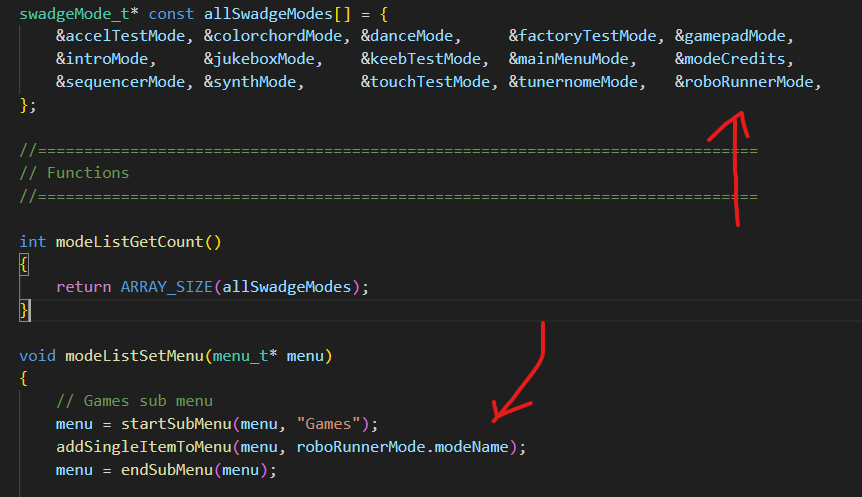 swadgeMode_t* const allSwadgeModes[] = {
    &accelTestMode, &colorchordMode, &danceMode,     &factoryTestMode, &gamepadMode,
    &introMode,     &jukeboxMode,    &keebTestMode,  &mainMenuMode,    &modeCredits,
    &sequencerMode, &synthMode,      &touchTestMode, &tunernomeMode,   &roboRunnerMode,
};
//==============================================================================
// Functions
//==============================================================================
int modeListGetCount()
{
    return ARRAY_SIZE(allSwadgeModes);
}
void modeListSetMenu(menu_t* menu)
{
    // Games sub menu
    menu = startSubMenu(menu, "Games");
    addSingleItemToMenu(menu, roboRunnerMode.modeName);
    menu = endSubMenu(menu);